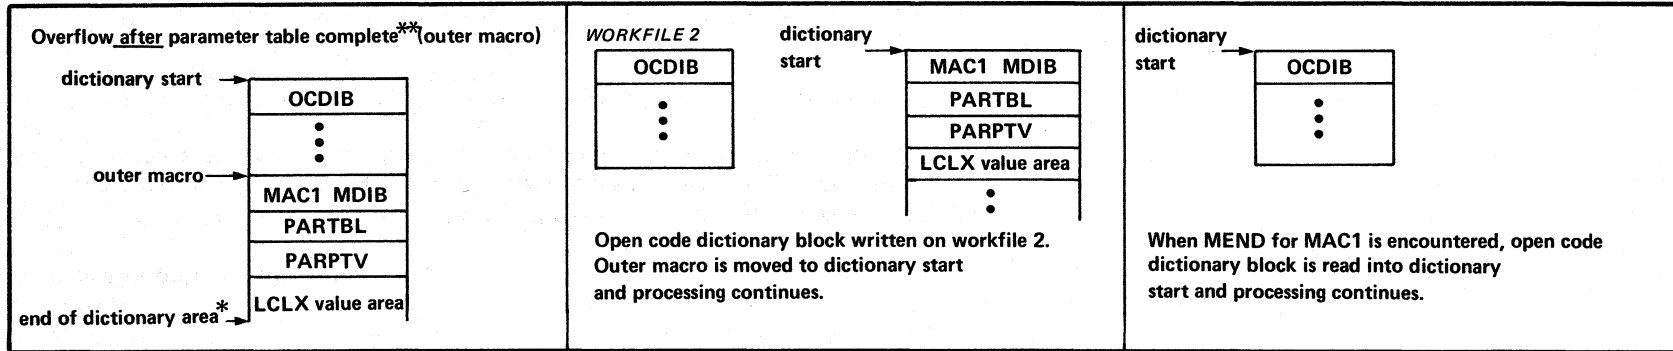 Overflow after parameter table complete**(outer macro)
dictionary start
OCDIB
outer macro
MAC1 MDIB
PARTBL
PARPTV
LCLX value area
end of dictionary area*
WORKFILE 2
OCDIB
dictionary
start
MAC1 MDIB
PARTBL
PARPTV
LCLX value area
Open code dictionary block written on workfile 2.
Outer macro is moved to dictionary start
and processing continues.
dictionary
start
OCDIB
When MEND for MAC1 is encountered, open code
dictionary block is read into dictionary
start and processing continues.